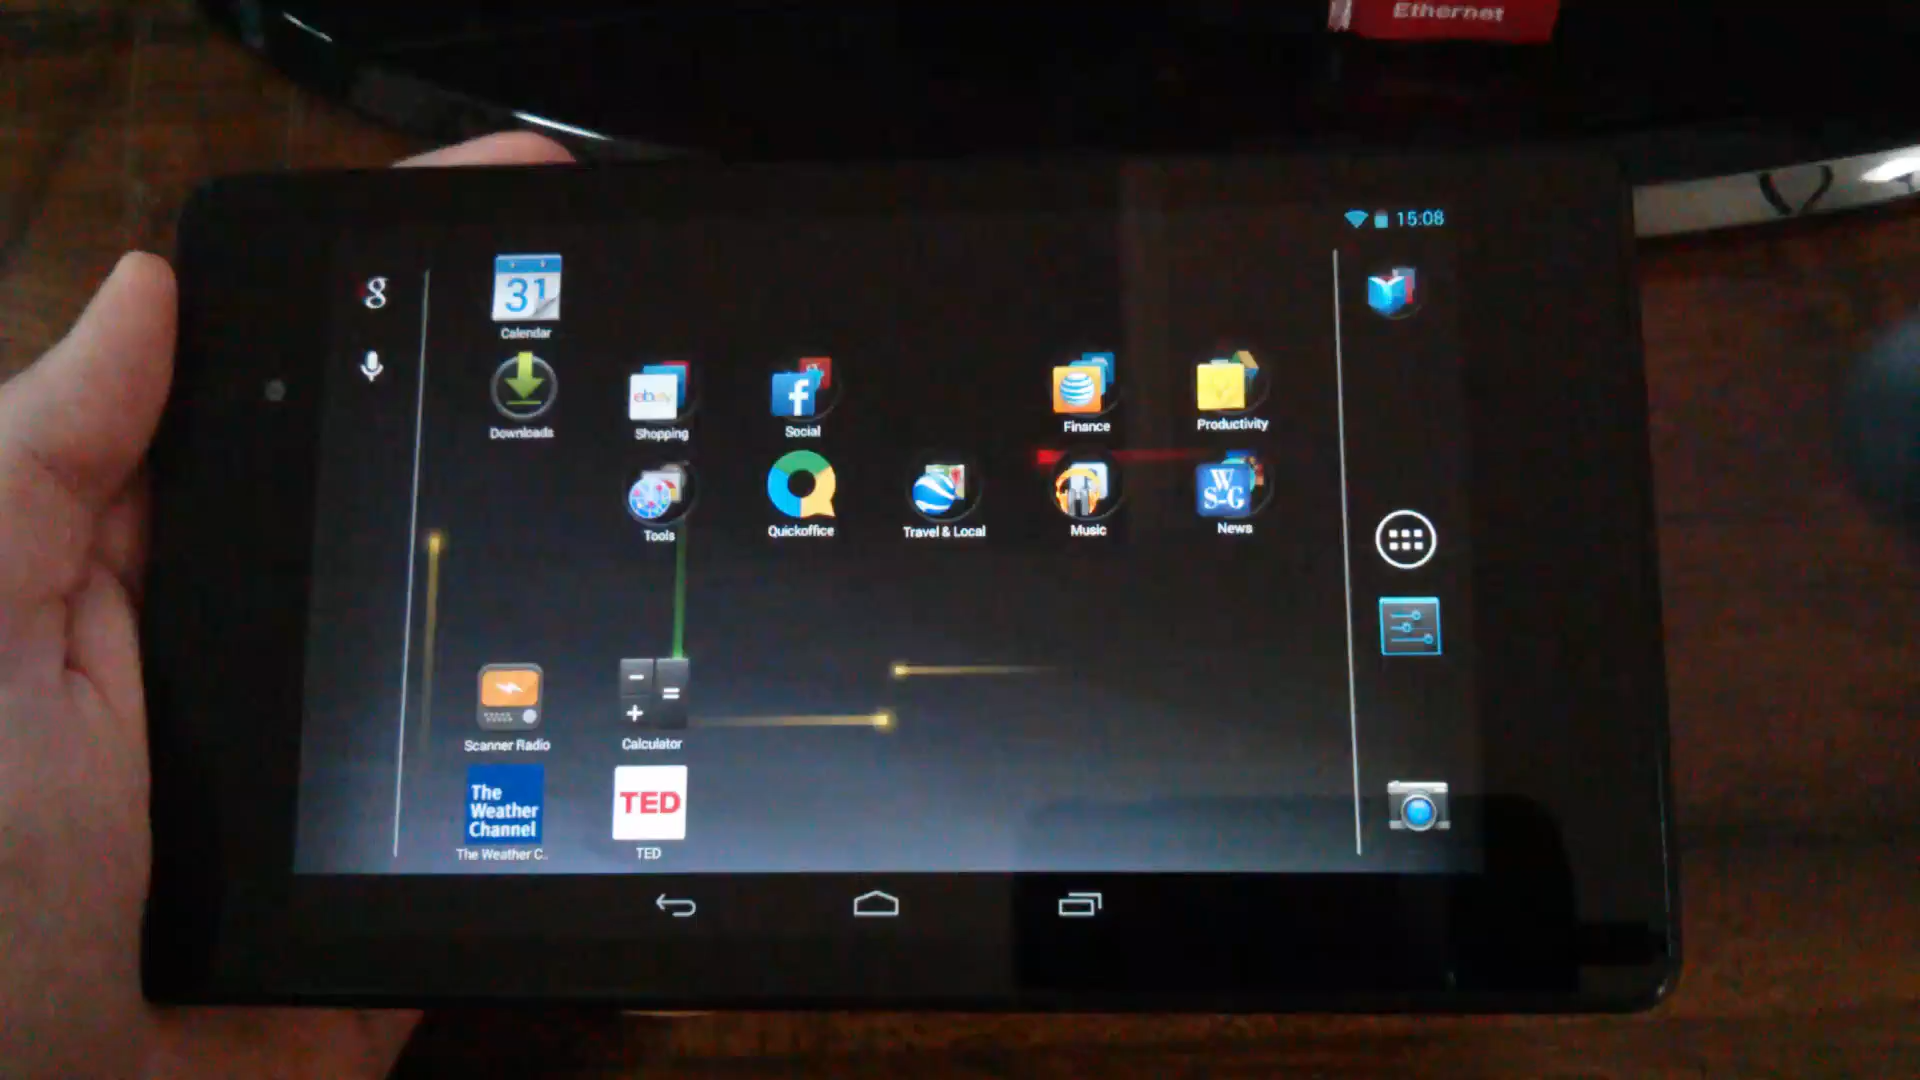 Ethernet
15:08
g
31
Calendar
Downloads
ebay
Shopping
f
Social
Finance
Productivity
Tools
Quickoffice
Travel & Local
Music
W
S-G
News
Scanner Radio
- = +
Calculator
The
Weather
Channel
The Weather C..
TED
TED